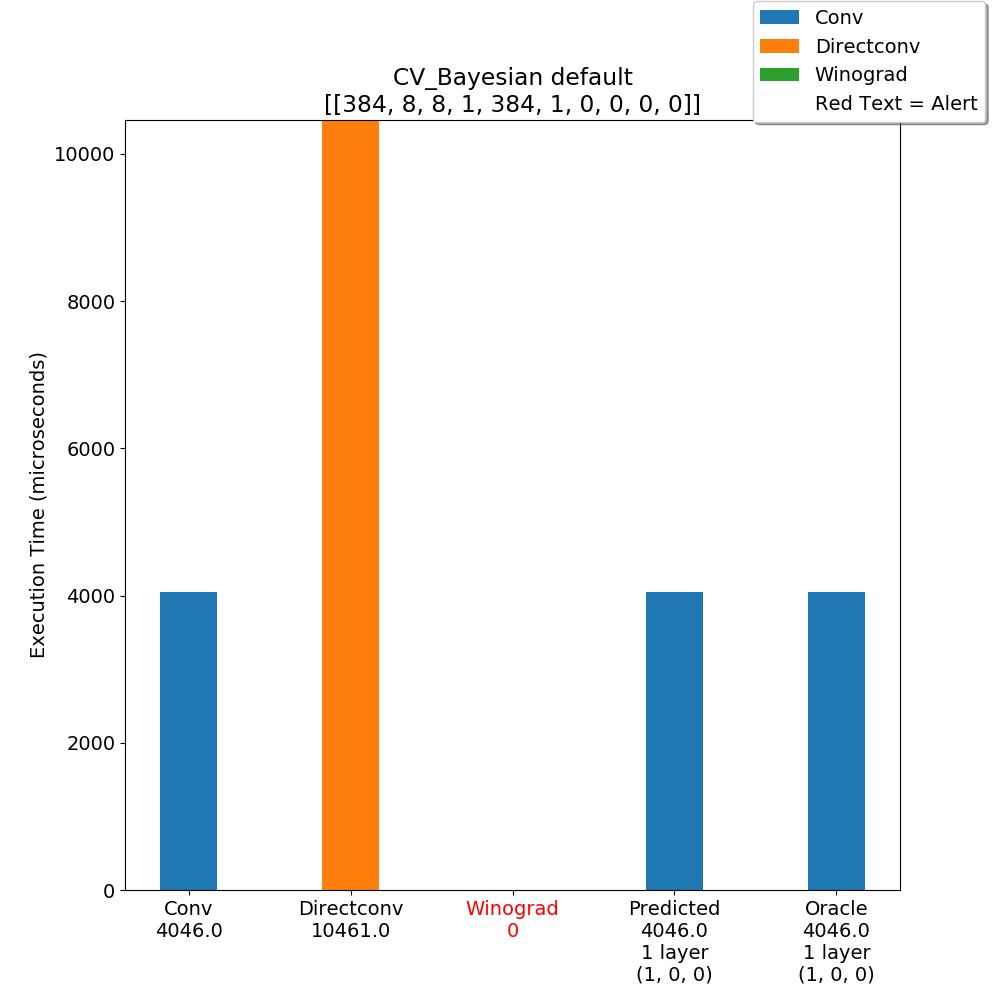 Conv
Directconv
Winograd
Red Text = Alert
CV_Bayesian default
[[384, 8, 8, 1, 384, 1, 0, 0, 0, 0]]
Execution Time (microseconds)
10000
8000
6000
4000
2000
0
Conv
4046.0
Directconv
10461.0
Winograd
0
Predicted
4046.0
1 layer
(1, 0, 0)
Oracle
4046.0
1 layer
(1, 0, 0)